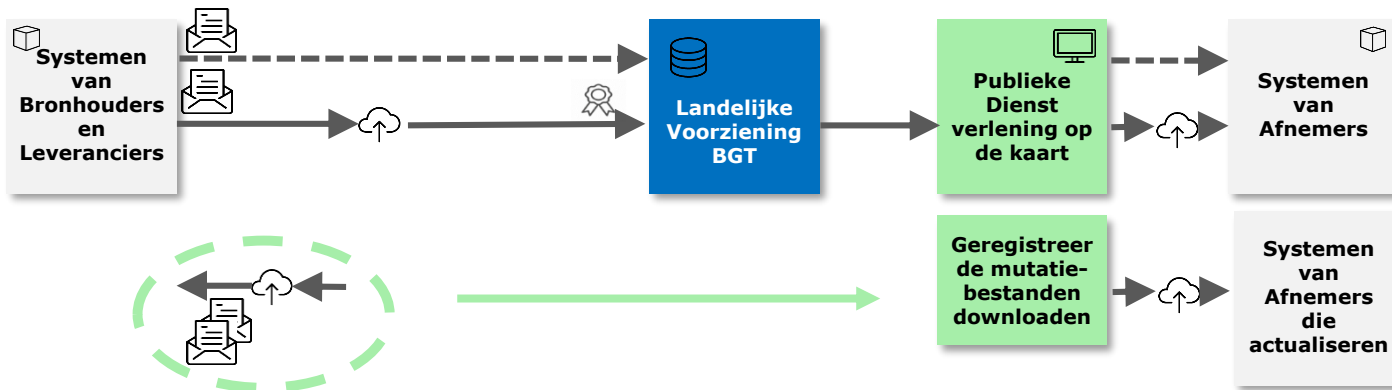 Systemen
van
Bronhouders
en
Leveranciers
Landelijke
Voorziening
BGT
Publieke
Dienst
verlening op
de kaart
Systemen
van
Afnemers
Geregistreer
de mutatie-
bestanden
downloaden
Systemen
van
Afnemers
die
actualiseren